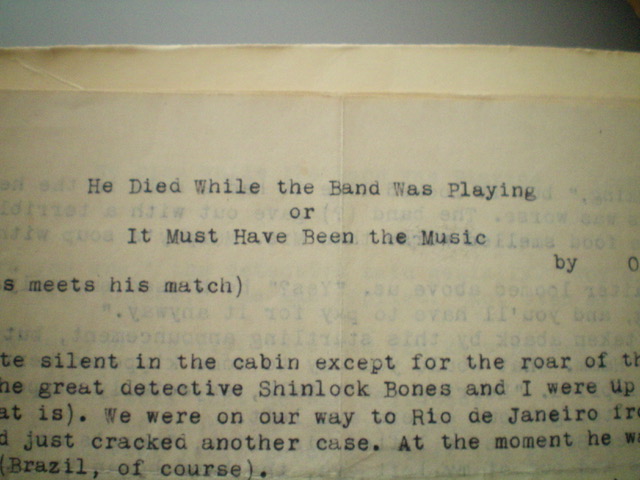 He Died While the Band Was Playing
or
It Must Have Been the Music
by O
s meets his match)
te silent in the cabin except for the roar of th
he great detective Shinlock Bones and I were up
at is). We were on our way to Rio de Janeiro fr
d just cracked another case. At the moment he wa
(Brazil, of course).